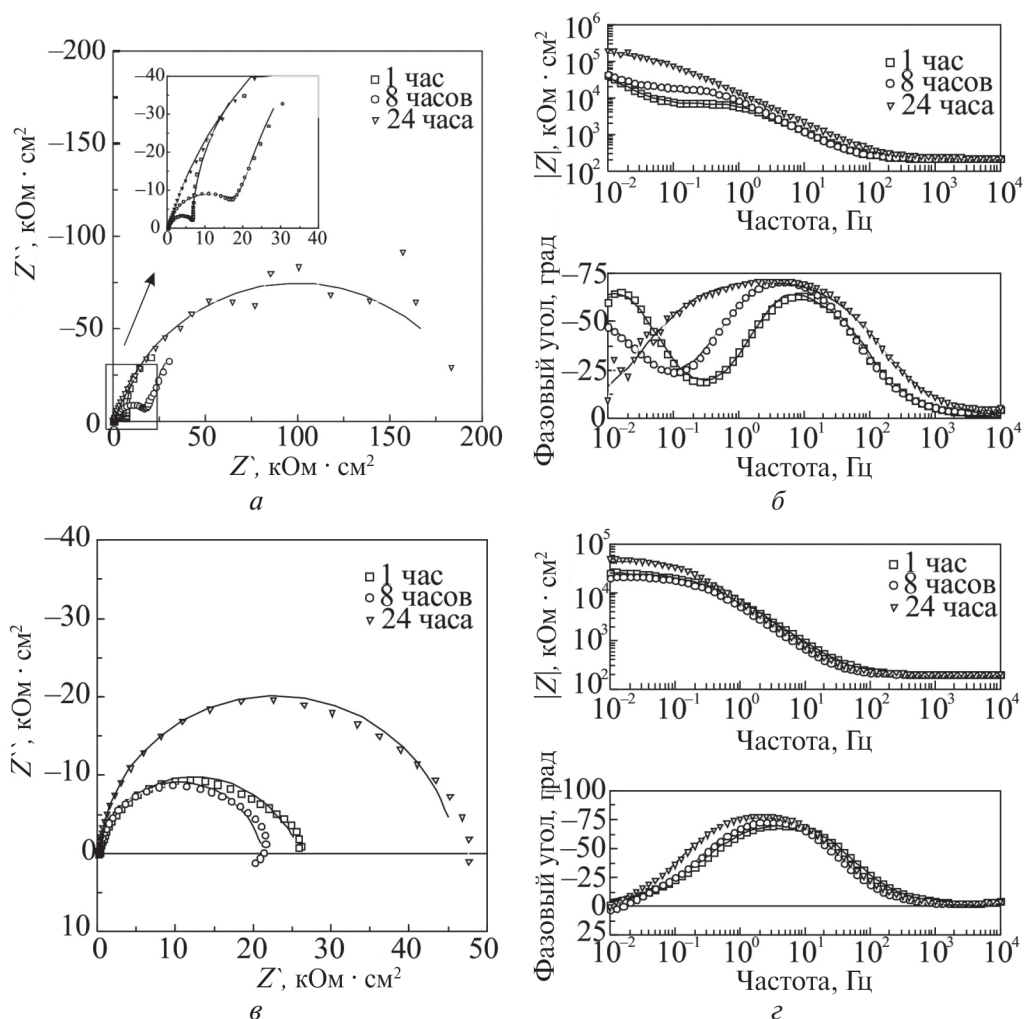 –200
–175
–150
–125
–100
–75
–50
–25
0
Z``, кОм · см²
0
50
100
150
200
Z`, кОм · см²
1 час
8 часов
24 часа
–40
–30
–20
–10
0
0
10
20
30
40
а
10⁶
10⁵
10⁴
10³
10²
|Z|, кОм · см²
1 час
8 часов
24 часа
10⁻² 10⁻¹ 10⁰ 10¹ 10² 10³ 10⁴
Частота, Гц
–75
–50
–25
0
Фазовый угол, град
10⁻² 10⁻¹ 10⁰ 10¹ 10² 10³ 10⁴
Частота, Гц
б
–40
–30
–20
–10
0
10
Z``, кОм · см²
1 час
8 часов
24 часа
0 10 20 30 40 50
Z`, кОм · см²
в
10⁵
10⁴
10³
10²
|Z|, кОм · см²
1 час
8 часов
24 часа
10⁻² 10⁻¹ 10⁰ 10¹ 10² 10³ 10⁴
Частота, Гц
–100
–75
–50
–25
0
25
Фазовый угол, град
10⁻² 10⁻¹ 10⁰ 10¹ 10² 10³ 10⁴
Частота, Гц
г